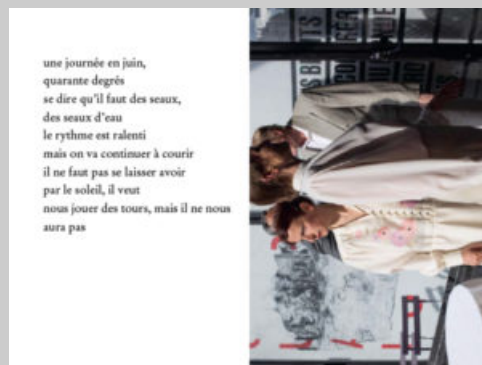 une journée en juin,
quarante degrés
se dire qu'il faut des seaux,
des seaux d'eau
le rythme est ralenti
mais on va continuer à courir
il ne faut pas se laisser avoir
par le soleil, il veut
nous jouer des tours, mais il ne nous
aura pas